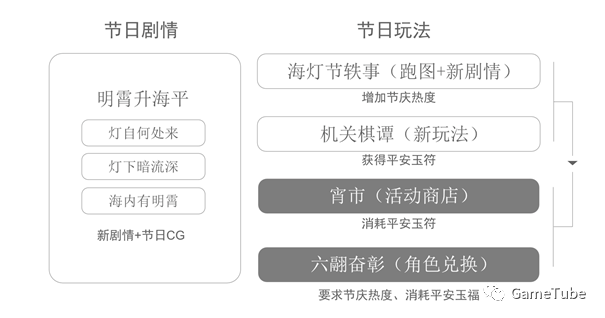 节日剧情
明霄升海平
灯自何处来
灯下暗流深
海内有明霄
新剧情+节日CG
节日玩法
海灯节轶事（跑图+新剧情）
增加节庆热度
机关棋谭（新玩法）
获得平安玉符
宵市（活动商店）
消耗平安玉符
六翮奋彰（角色兑换）
要求节庆热度、消耗平安玉福
GameTube